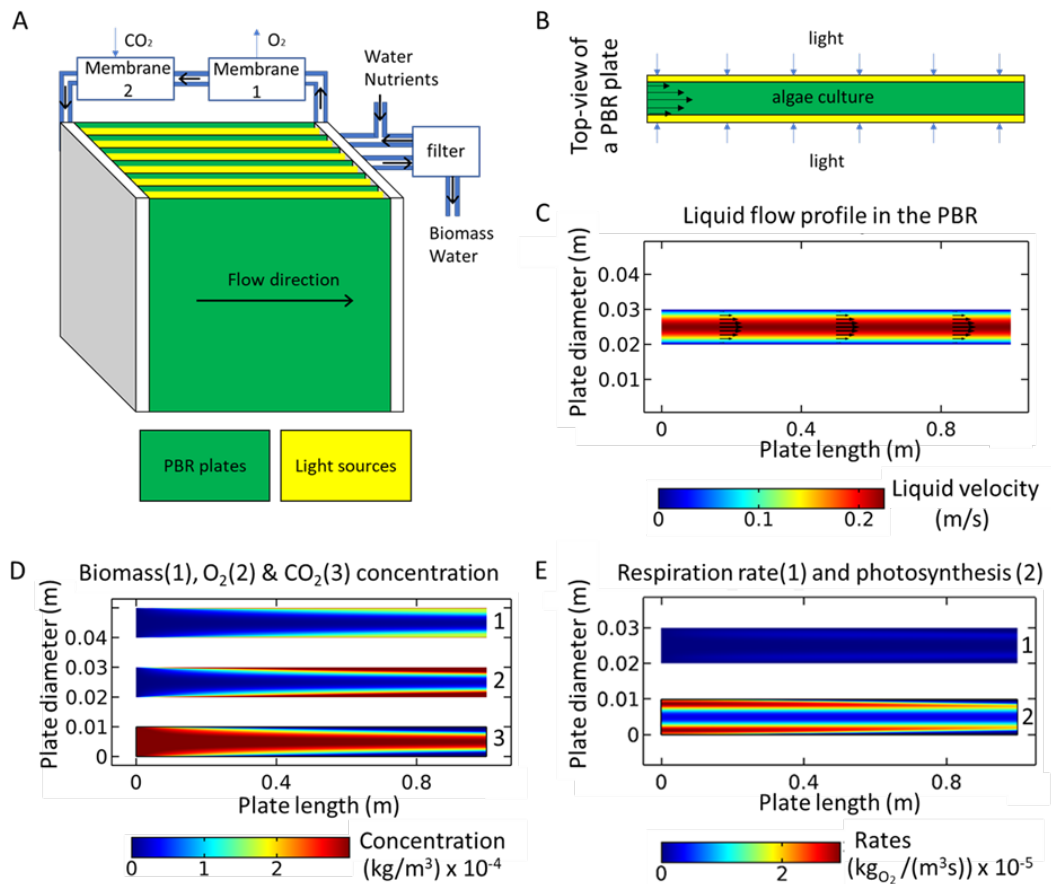 A
CO₂
O₂
Membrane
2
Membrane
1
Water
Nutrients
filter
Biomass
Water
Flow direction
PBR plates
Light sources
B
Top-view of
a PBR plate
light
algae culture
light
C
Liquid flow profile in the PBR
Plate diameter (m)
0.04
0.03
0.02
0.01
0
0.4
0.8
Plate length (m)
0
0.1
0.2
Liquid velocity
(m/s)
D
Biomass(1), O₂(2) & CO₂(3) concentration
Plate diameter (m)
0.04
0.03
0.02
0.01
0
1
2
3
0
0.4
0.8
Plate length (m)
0
1
2
Concentration
(kg/m³) x 10⁻⁴
E
Respiration rate(1) and photosynthesis (2)
Plate diameter (m)
0.04
0.03
0.02
0.01
0
1
2
0
0.4
0.8
Plate length (m)
0
2
Rates
(kg_O₂ /(m³s)) x 10⁻⁵